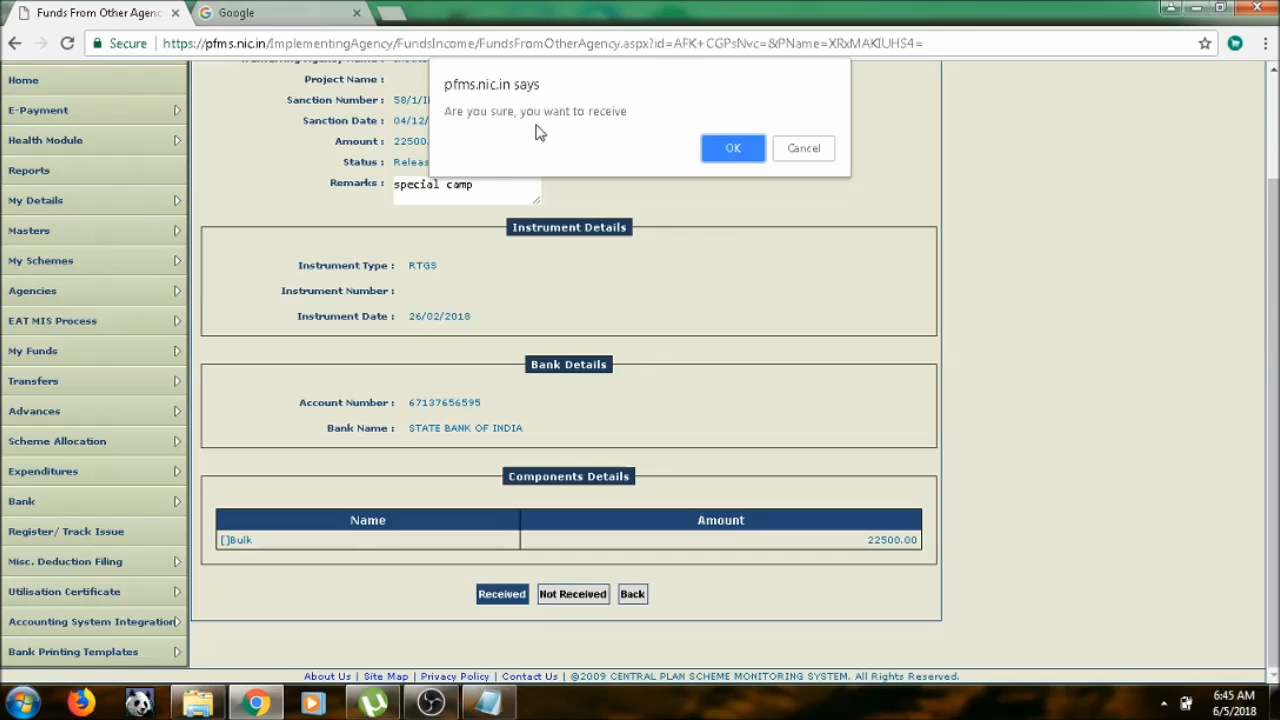 Funds From Other Agenc
Google
Secure
https://pfms.nic.in/ImplementingAgency/FundsIncome/FundsFromOtherAgency.aspx?id=AFK+CGPsNvc=&PName=XRxMAKIUHS4=
pfms.nic.in says
Are you sure, you want to receive
OK
Cancel
Home
E-Payment
Health Module
Reports
My Details
Masters
My Schemes
Agencies
EAT MIS Process
My Funds
Transfers
Advances
Scheme Allocation
Expenditures
Bank
Register/ Track Issue
Misc. Deduction Filing
Utilisation Certificate
Accounting System Integration
Bank Printing Templates
Project Name :
Sanction Number : 58/1/I
Sanction Date : 04/12/
Amount : 22500.
Status : Releas
Remarks : special camp
Instrument Details
Instrument Type : RTGS
Instrument Number :
Instrument Date : 26/02/2018
Bank Details
Account Number : 67137656595
Bank Name : STATE BANK OF INDIA
Components Details
Name Amount
[]Bulk 22500.00
Received Not Received Back
About Us | Site Map | Privacy Policy | Contact Us | @2009 CENTRAL PLAN SCHEME MONITORING SYSTEM. All Rights Reserved.
6:45 AM
6/5/2018